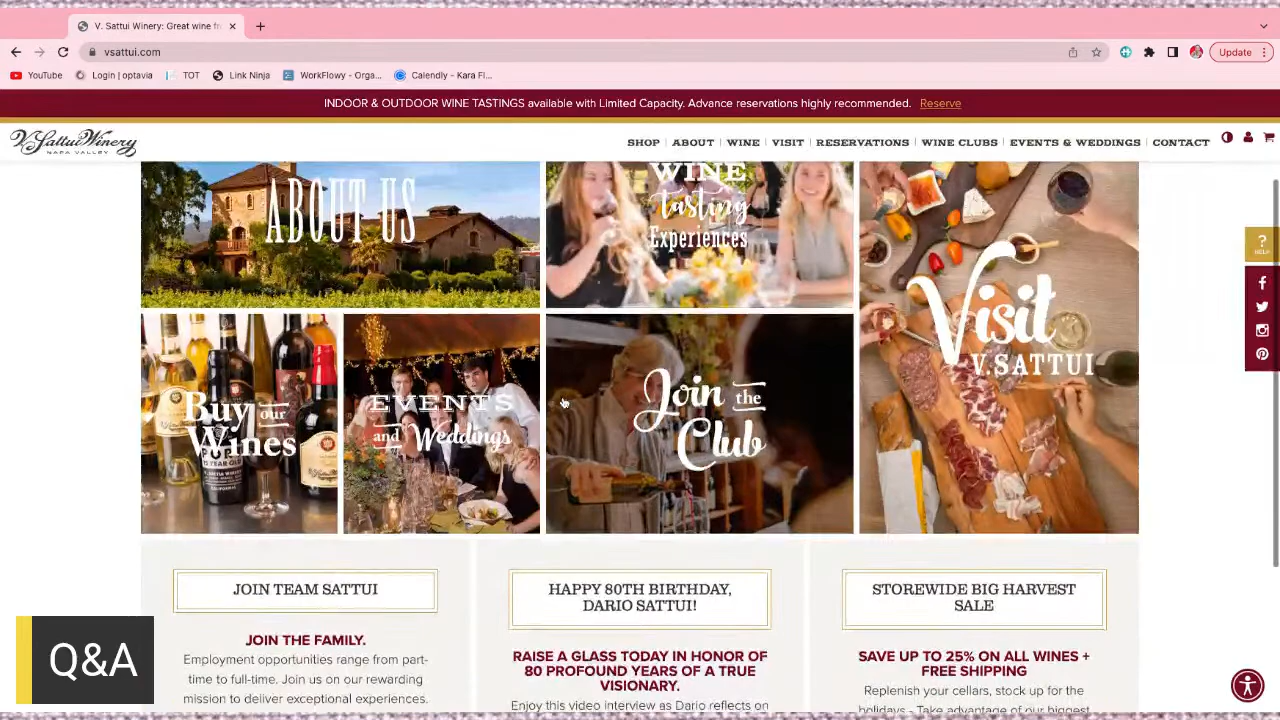 V. Sattui Winery: Great wine fr
vsattui.com
Update
YouTube
Login | optavia
TOT
Link Ninja
WorkFlowy - Orga...
Calendly - Kara Fl...
INDOOR & OUTDOOR WINE TASTINGS available with Limited Capacity. Advance reservations highly recommended. Reserve
V. Sattui Winery
NAPA VALLEY
SHOP | ABOUT | WINE | VISIT | RESERVATIONS | WINE CLUBS | EVENTS & WEDDINGS | CONTACT
ABOUT US
WINE
tasting
Experiences
Visit
V. SATTUI
? HELP
Buy our
Wines
EVENTS
and Weddings
Join the
Club
JOIN TEAM SATTUI
JOIN THE FAMILY.
Employment opportunities range from part-
time to full-time. Join us on our rewarding
mission to deliver exceptional experiences.
HAPPY 80TH BIRTHDAY,
DARIO SATTUI!
RAISE A GLASS TODAY IN HONOR OF
80 PROFOUND YEARS OF A TRUE
VISIONARY.
Enjoy this video interview as Dario reflects on
STOREWIDE BIG HARVEST
SALE
SAVE UP TO 25% ON ALL WINES +
FREE SHIPPING
Replenish your cellars, stock up for the
holidays - Take advantage of our biggest
Q&A